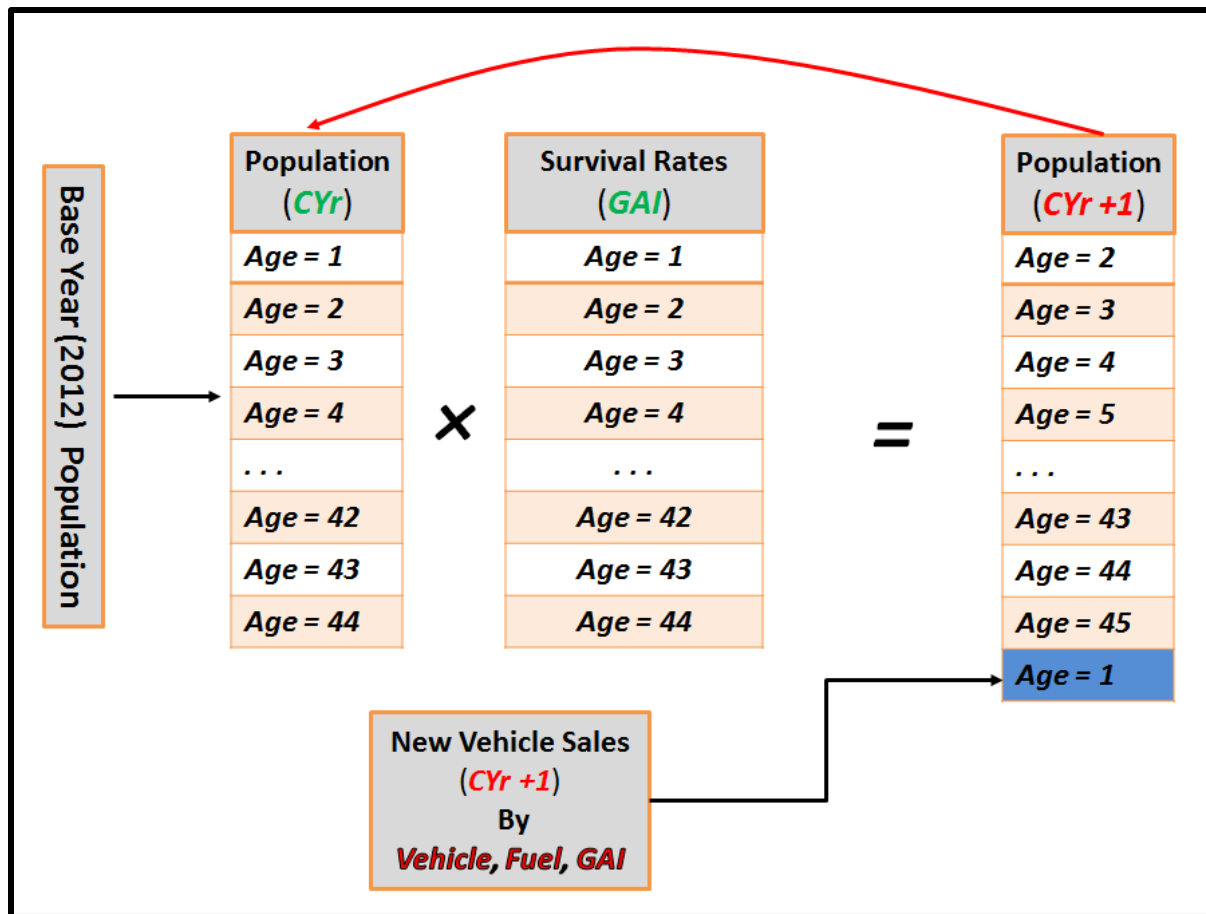 Base Year (2012) Population
Population
(CYr)
Age = 1
Age = 2
Age = 3
Age = 4
. . .
Age = 42
Age = 43
Age = 44
×
Survival Rates
(GAI)
Age = 1
Age = 2
Age = 3
Age = 4
. . .
Age = 42
Age = 43
Age = 44
=
Population
(CYr +1)
Age = 2
Age = 3
Age = 4
Age = 5
. . .
Age = 43
Age = 44
Age = 45
Age = 1
New Vehicle Sales
(CYr +1)
By
Vehicle, Fuel, GAI